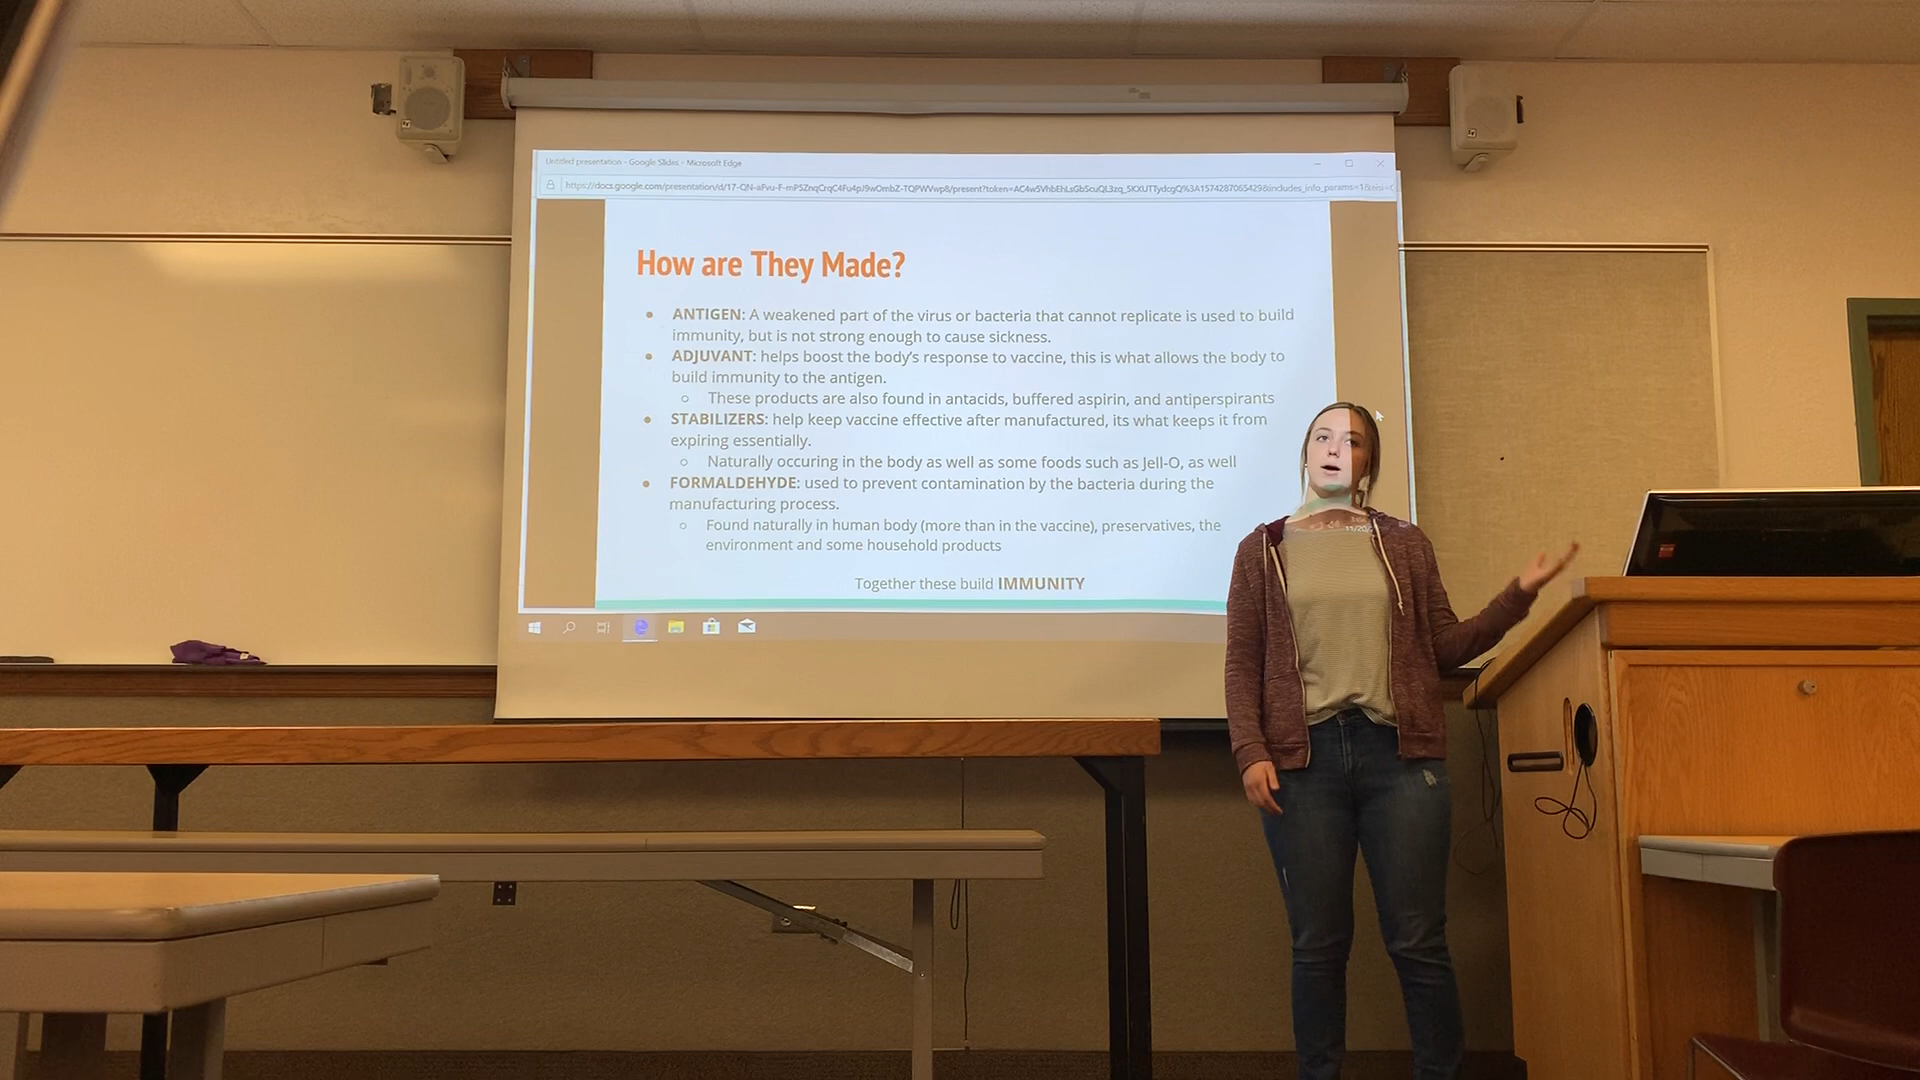 Untitled presentation - Google Slides - Microsoft Edge
How are They Made?
● ANTIGEN: A weakened part of the virus or bacteria that cannot replicate is used to build
immunity, but is not strong enough to cause sickness.
● ADJUVANT: helps boost the body's response to vaccine, this is what allows the body to
build immunity to the antigen.
○ These products are also found in antacids, buffered aspirin, and antiperspirants
● STABILIZERS: help keep vaccine effective after manufactured, its what keeps it from
expiring essentially.
○ Naturally occuring in the body as well as some foods such as Jell-O, as well
● FORMALDEHYDE: used to prevent contamination by the bacteria during the
manufacturing process.
○ Found naturally in human body (more than in the vaccine), preservatives, the
environment and some household products
Together these build IMMUNITY